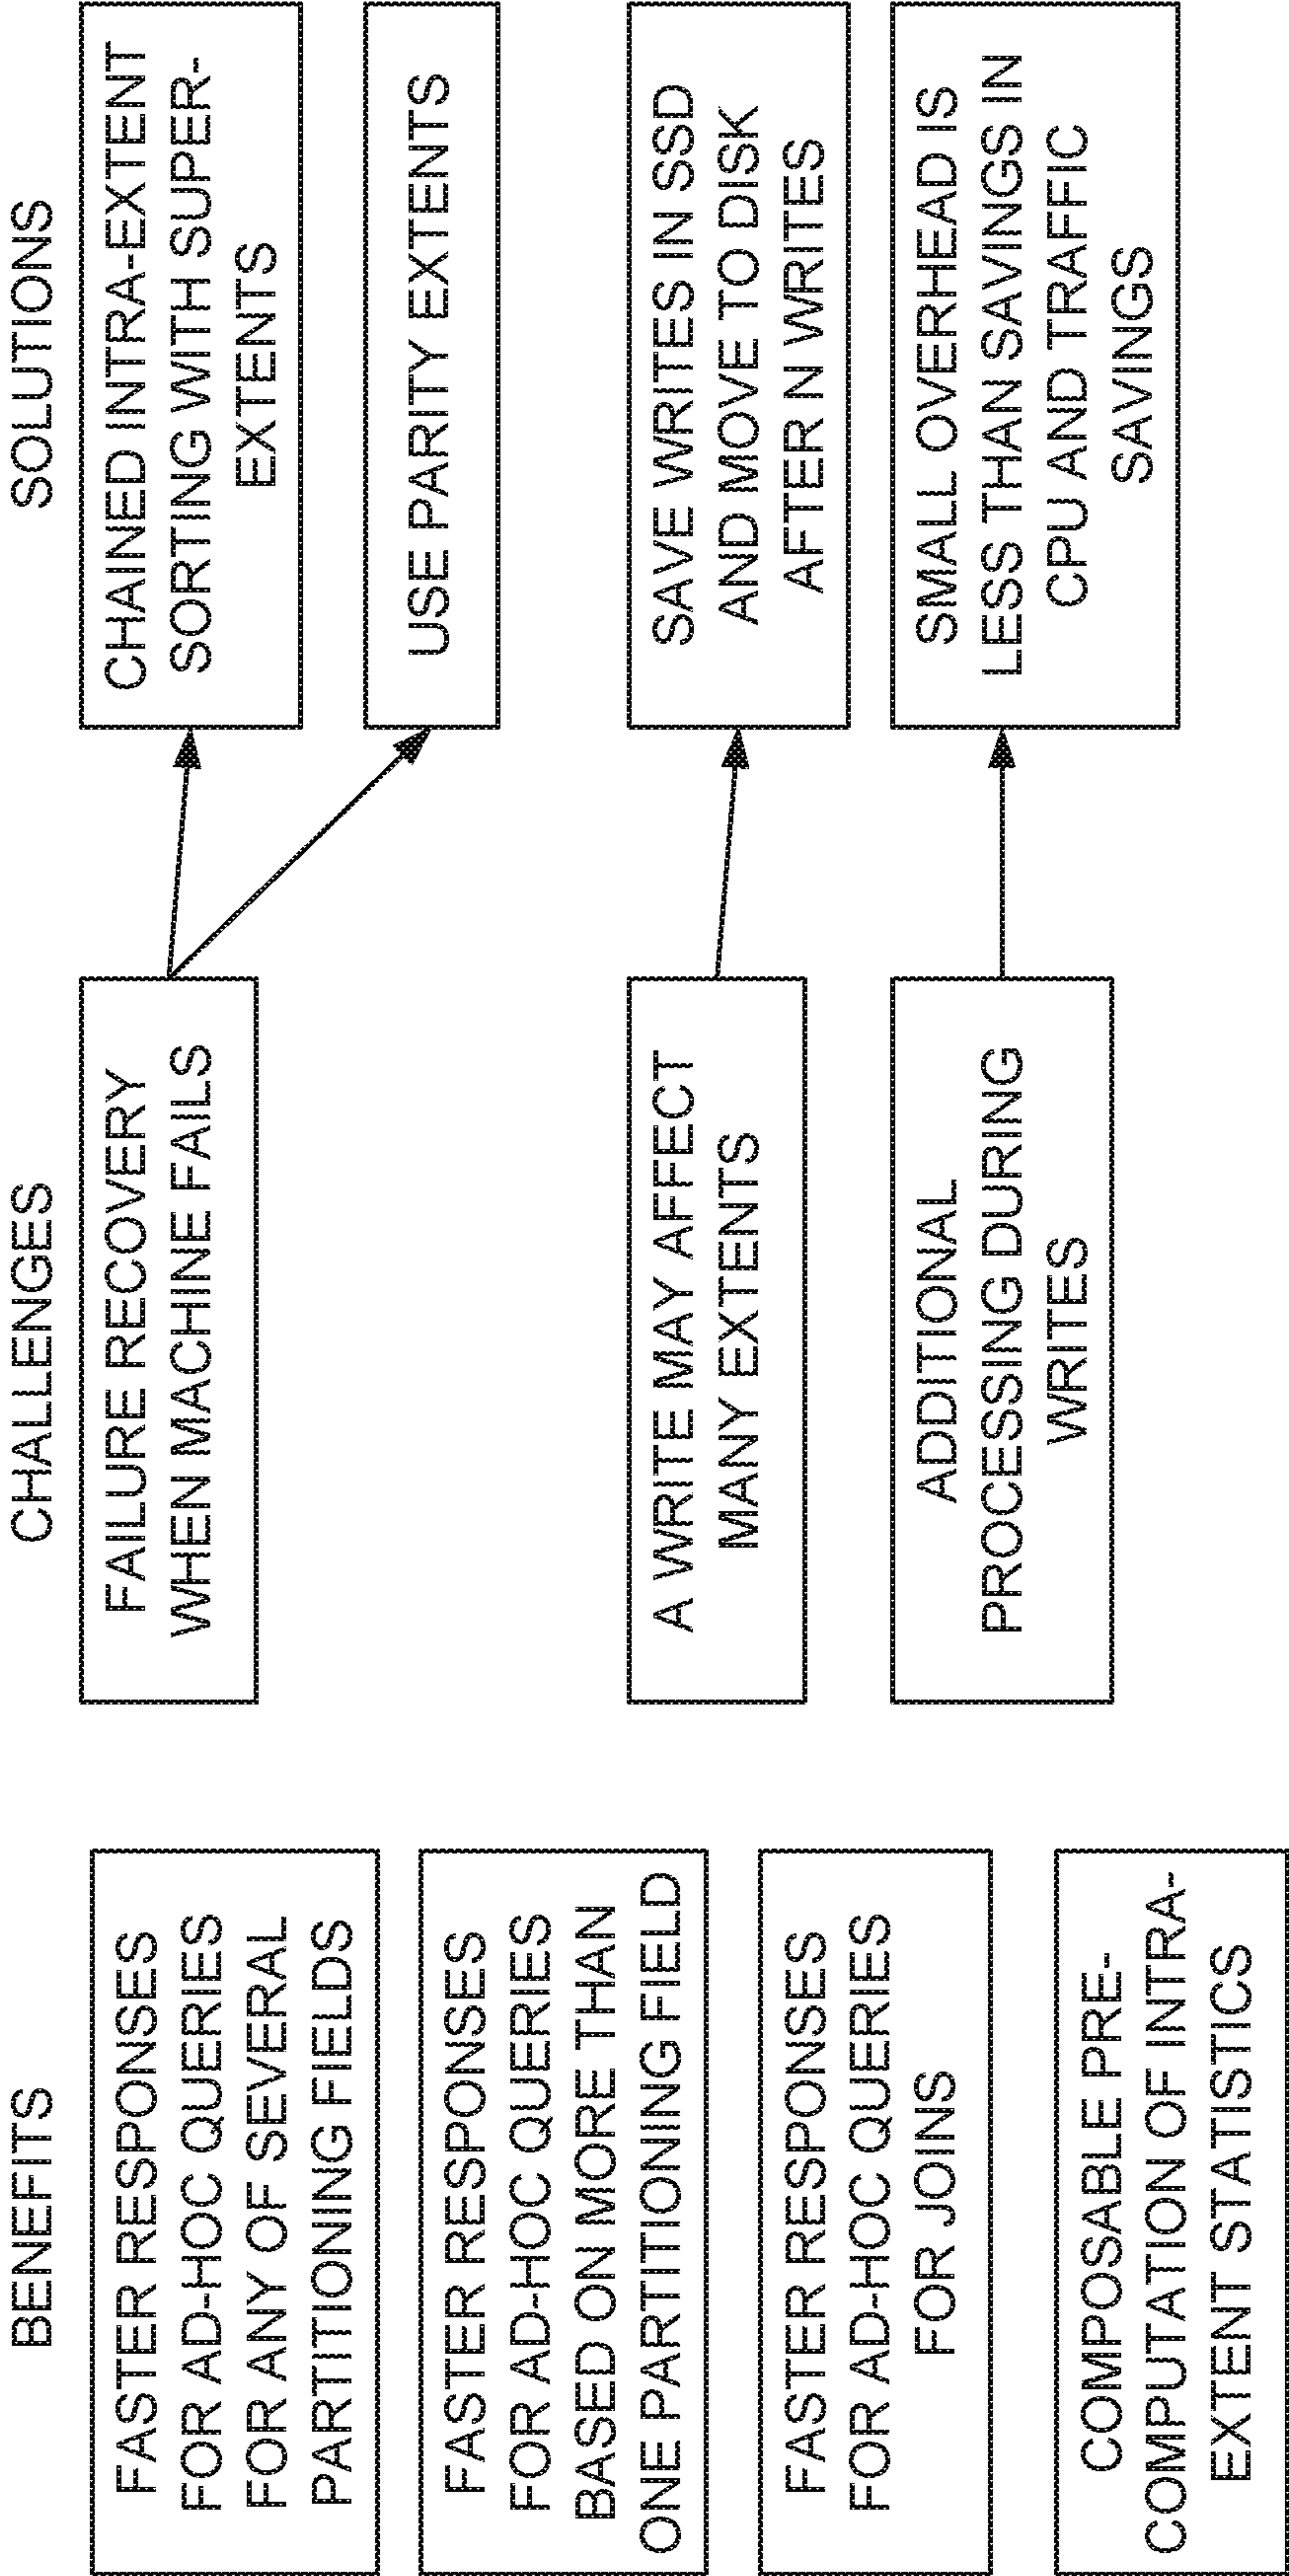 BENEFITS
FASTER RESPONSES
FOR AD-HOC QUERIES
FOR ANY OF SEVERAL
PARTITIONING FIELDS
FASTER RESPONSES
FOR AD-HOC QUERIES
BASED ON MORE THAN
ONE PARTITIONING FIELD
FASTER RESPONSES
FOR AD-HOC QUERIES
FOR JOINS
COMPOSABLE PRE-
COMPUTATION OF INTRA-
EXTENT STATISTICS
CHALLENGES
FAILURE RECOVERY
WHEN MACHINE FAILS
A WRITE MAY AFFECT
MANY EXTENTS
ADDITIONAL
PROCESSING DURING
WRITES
SOLUTIONS
CHAINED INTRA-EXTENT
SORTING WITH SUPER-
EXTENTS
USE PARITY EXTENTS
SAVE WRITES IN SSD
AND MOVE TO DISK
AFTER N WRITES
SMALL OVERHEAD IS
LESS THAN SAVINGS IN
CPU AND TRAFFIC
SAVINGS